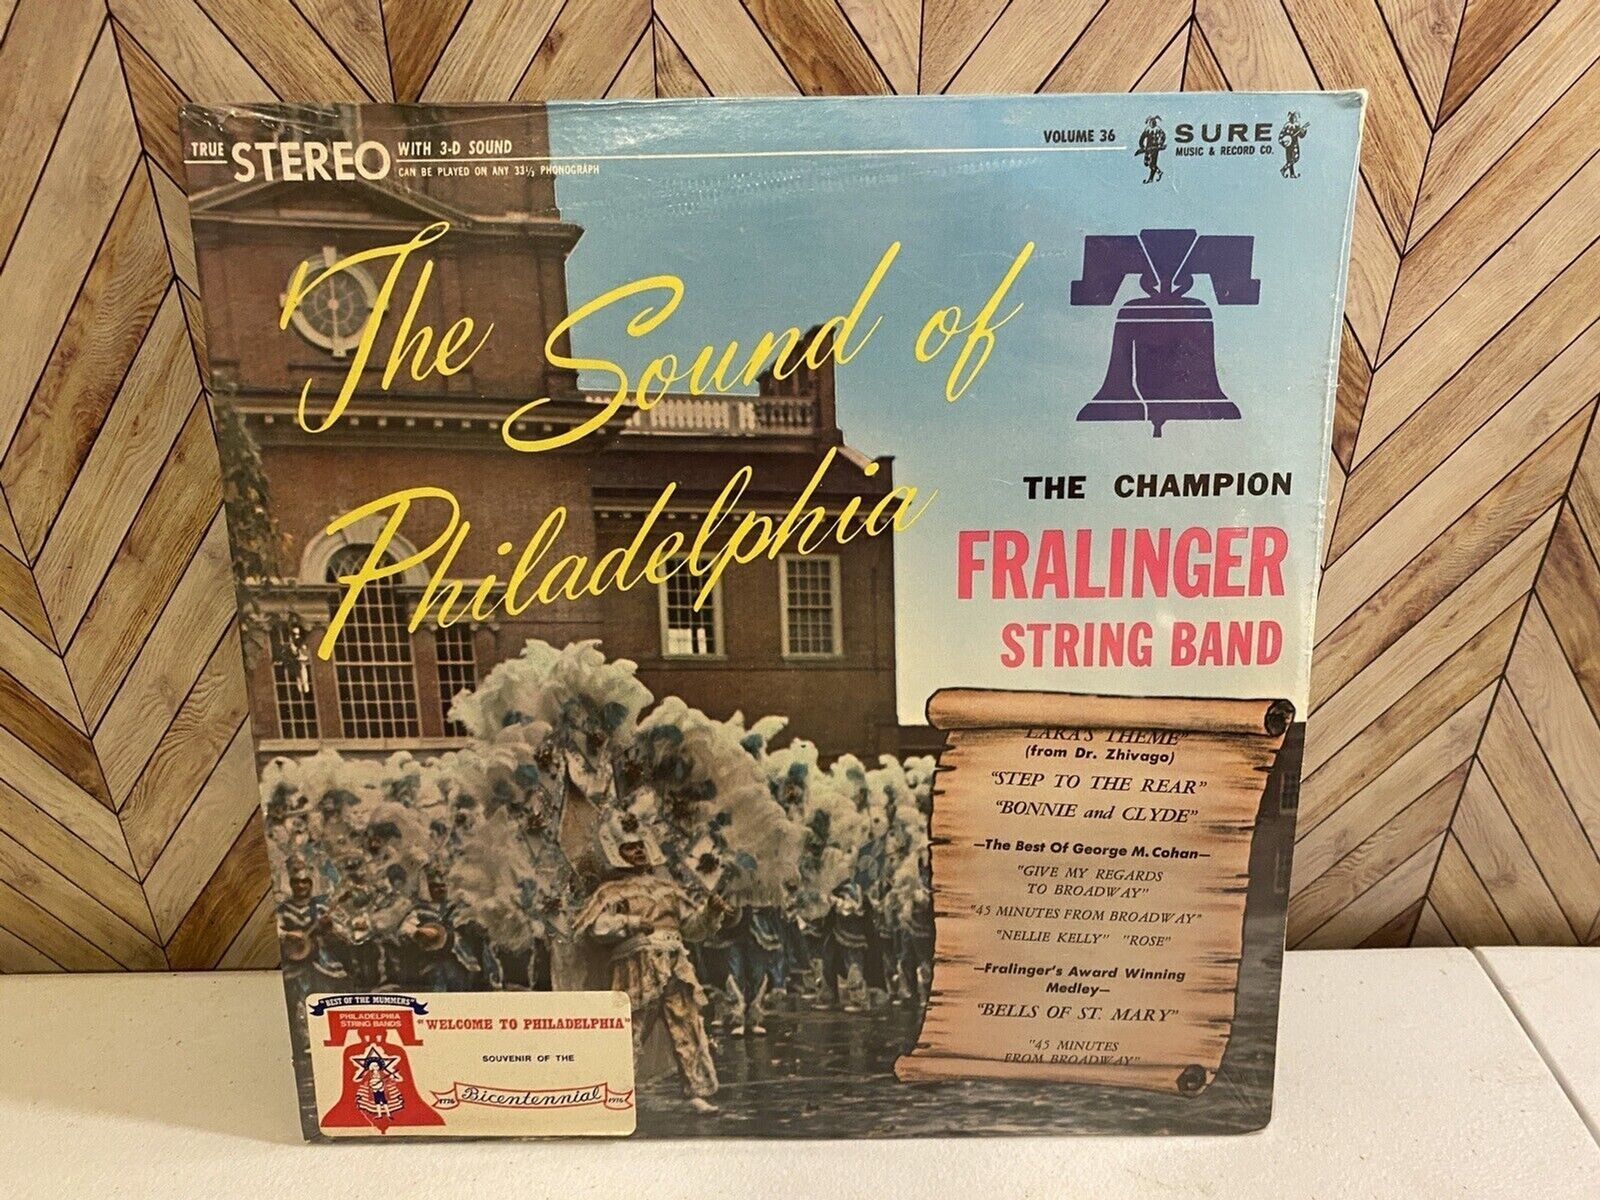 TRUE STEREO WITH 3-D SOUND
CAN BE PLAYED ON ANY 33⅓ PHONOGRAPH
VOLUME 36
SURE
MUSIC & RECORD CO.
The Sound of
Philadelphia
THE CHAMPION
FRALINGER
STRING BAND
"LARA'S THEME"
(from Dr. Zhivago)
"STEP TO THE REAR"
"BONNIE and CLYDE"
—The Best Of George M. Cohan—
"GIVE MY REGARDS
TO BROADWAY"
"45 MINUTES FROM BROADWAY"
"NELLIE KELLY" "ROSE"
—Fralinger's Award Winning
Medley—
"BELLS OF ST. MARY"
"45 MINUTES
FROM BROADWAY"
"BEST OF THE MUMMERS"
PHILADELPHIA
STRING BANDS
"WELCOME TO PHILADELPHIA"
SOUVENIR OF THE
1776 Bicentennial 1976